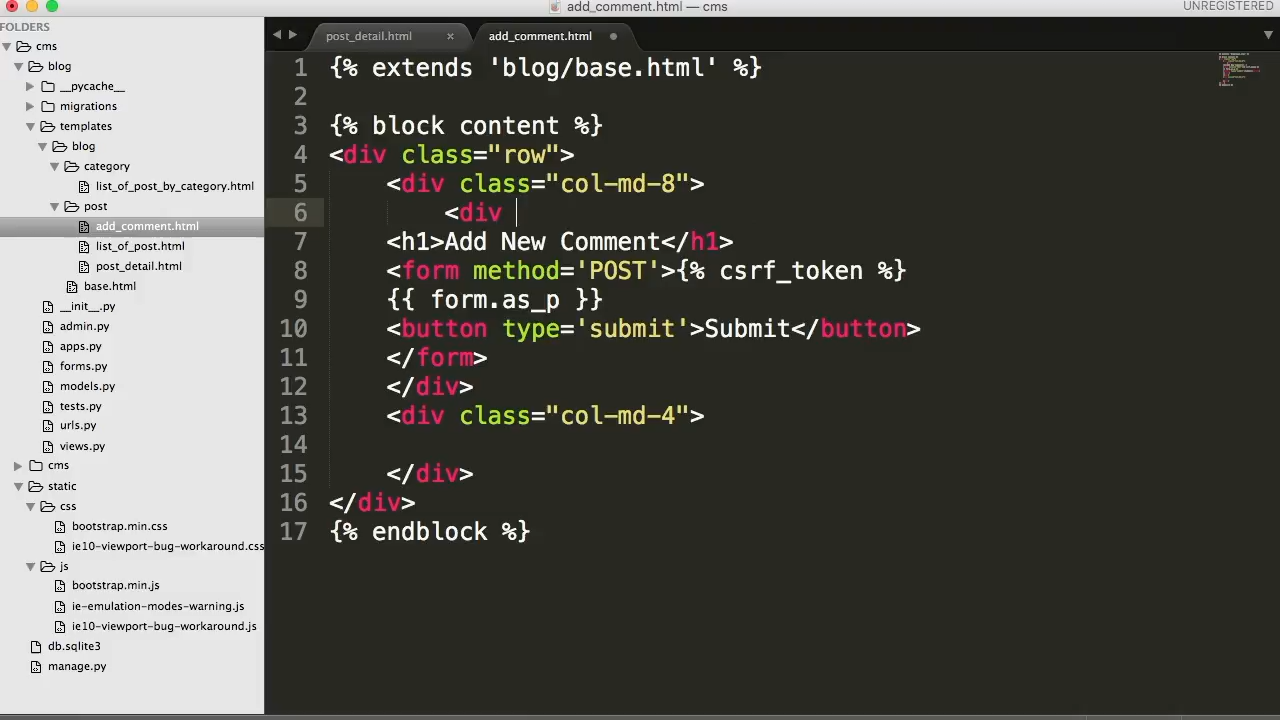 add_comment.html — cms
UNREGISTERED
FOLDERS
cms
blog
__pycache__
migrations
templates
blog
category
list_of_post_by_category.html
post
add_comment.html
list_of_post.html
post_detail.html
base.html
__init__.py
admin.py
apps.py
forms.py
models.py
tests.py
urls.py
views.py
cms
static
css
bootstrap.min.css
ie10-viewport-bug-workaround.css
js
bootstrap.min.js
ie-emulation-modes-warning.js
ie10-viewport-bug-workaround.js
db.sqlite3
manage.py
post_detail.html
add_comment.html
1 {% extends 'blog/base.html' %}
2
3 {% block content %}
4 <div class="row">
5 <div class="col-md-8">
6 <div
7 <h1>Add New Comment</h1>
8 <form method='POST'>{% csrf_token %}
9 {{ form.as_p }}
10 <button type='submit'>Submit</button>
11 </form>
12 </div>
13 <div class="col-md-4">
14
15 </div>
16 </div>
17 {% endblock %}